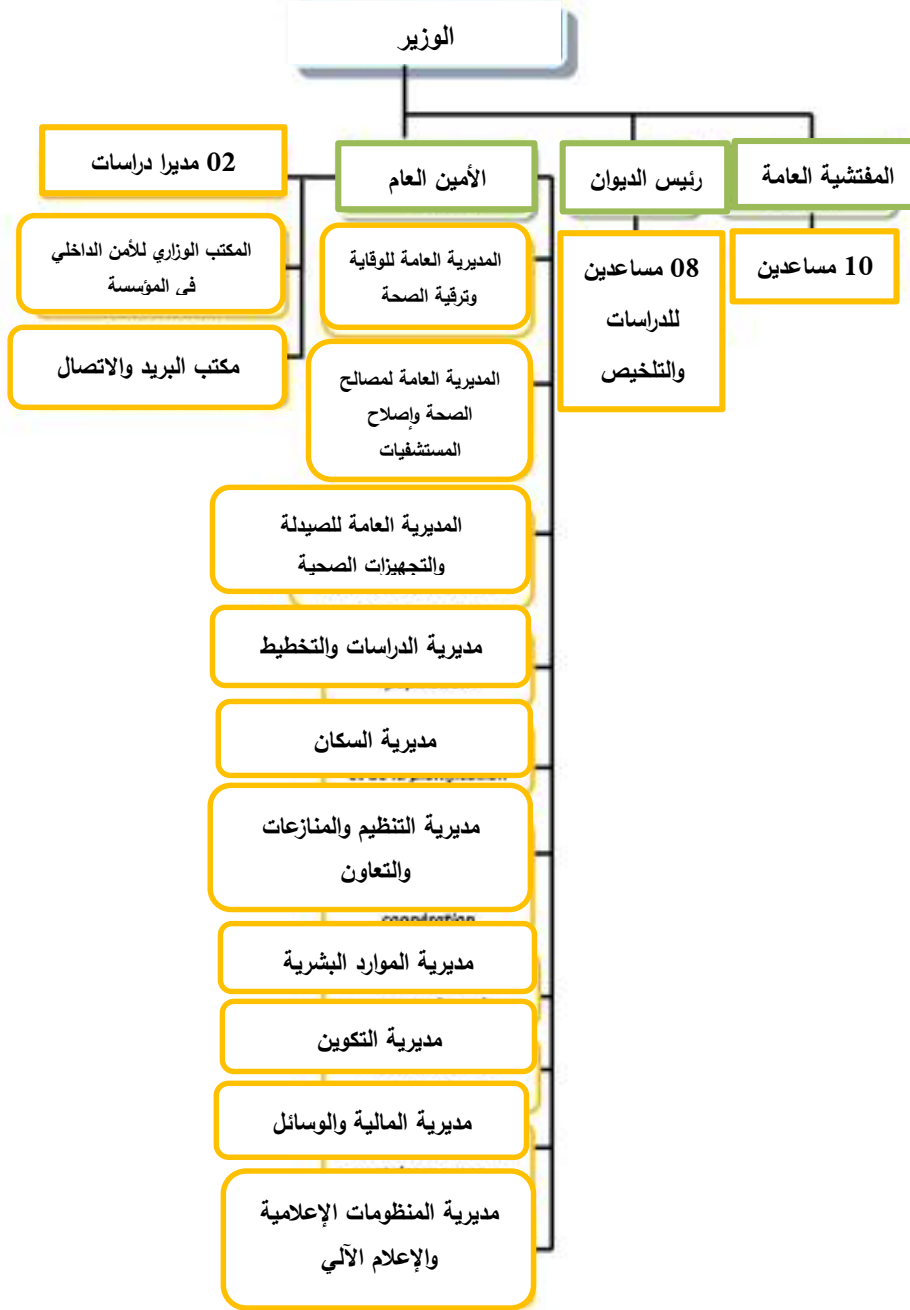 الوزير
المفتشية العامة
رئيس الديوان
الأمين العام
02 مديرا دراسات
10 مساعدين
08 مساعدين
للدراسات
والتلخيص
المديرية العامة للوقاية
وترقية الصحة
المكتب الوزاري للأمن الداخلي
في المؤسسة
مكتب البريد والاتصال
المديرية العامة لمصالح
الصحة وإصلاح
المستشفيات
المديرية العامة للصيدلة
والتجهيزات الصحية
مديرية الدراسات والتخطيط
مديرية السكان
مديرية التنظيم والمنازعات
والتعاون
مديرية الموارد البشرية
مديرية التكوين
مديرية المالية والوسائل
مديرية المنظومات الإعلامية
والإعلام الآلي